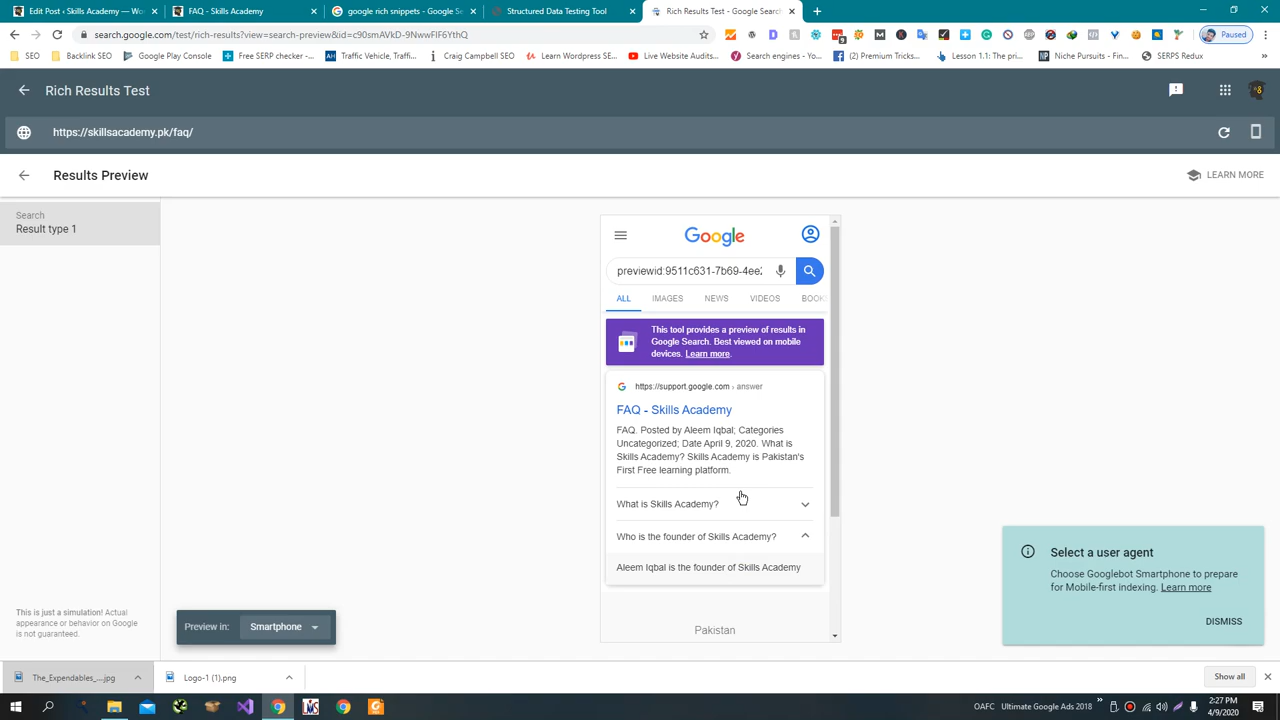 Edit Post ‹ Skills Academy — Wo
FAQ - Skills Academy
google rich snippets - Google Se
Structured Data Testing Tool
Rich Results Test - Google Search
search.google.com/test/rich-results?view=search-preview&id=c90smAVkD-9NwwFlF6YthQ
Paused
SEO
Backlink SEO
Google Play Console
Free SERP checker -...
Traffic Vehicle, Traffi...
Craig Campbell SEO
Learn Wordpress SE...
Live Website Audits...
Search engines - Yo...
(2) Premium Tricks...
Lesson 1.1: The pri...
Niche Pursuits - Fin...
SERPS Redux
Rich Results Test
https://skillsacademy.pk/faq/
Results Preview
LEARN MORE
Search
Result type 1
Google
previewid:9511c631-7b69-4ee2
ALL IMAGES NEWS VIDEOS BOOK
This tool provides a preview of results in
Google Search. Best viewed on mobile
devices. Learn more.
https://support.google.com › answer
FAQ - Skills Academy
FAQ. Posted by Aleem Iqbal; Categories
Uncategorized; Date April 9, 2020. What is
Skills Academy? Skills Academy is Pakistan's
First Free learning platform.
What is Skills Academy?
Who is the founder of Skills Academy?
Aleem Iqbal is the founder of Skills Academy
Pakistan
Select a user agent
Choose Googlebot Smartphone to prepare
for Mobile-first indexing. Learn more
DISMISS
This is just a simulation! Actual
appearance or behavior on Google
is not guaranteed.
Preview in: Smartphone
The_Expendables_....jpg
Logo-1 (1).png
Show all
OAFC Ultimate Google Ads 2018
2:27 PM
4/9/2020